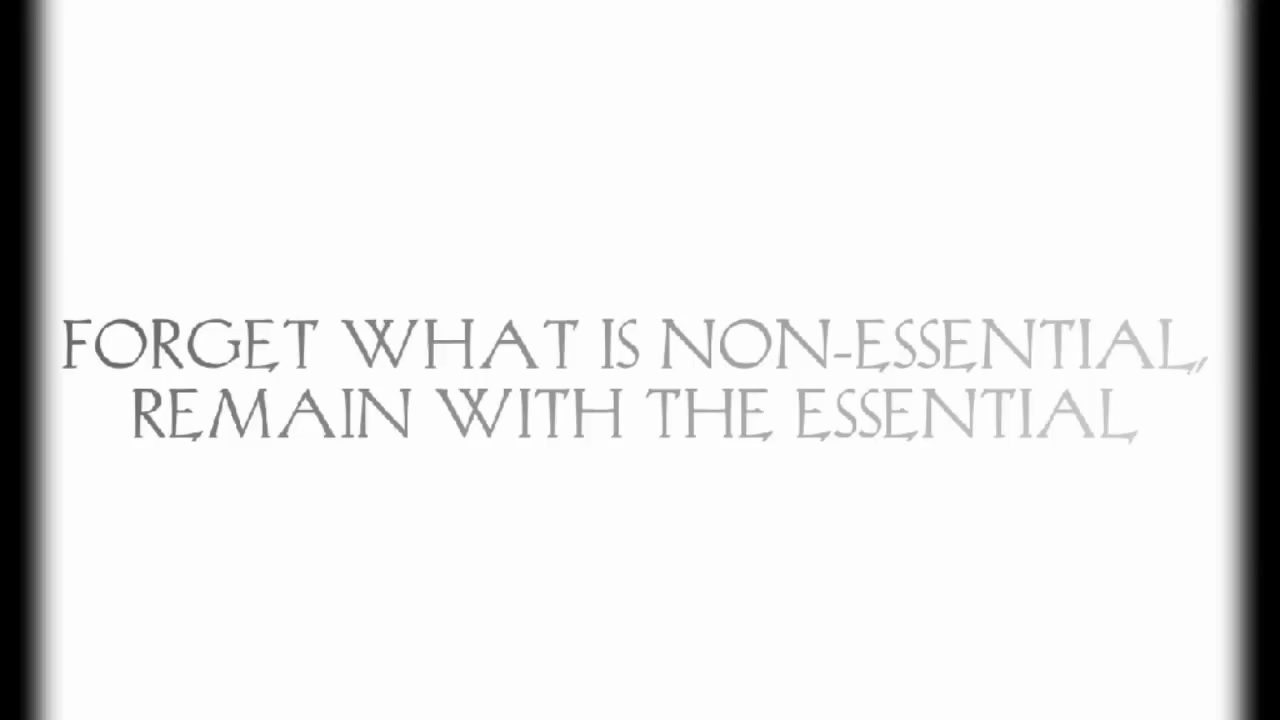 FORGET WHAT IS NON-ESSENTIAL,
REMAIN WITH THE ESSENTIAL